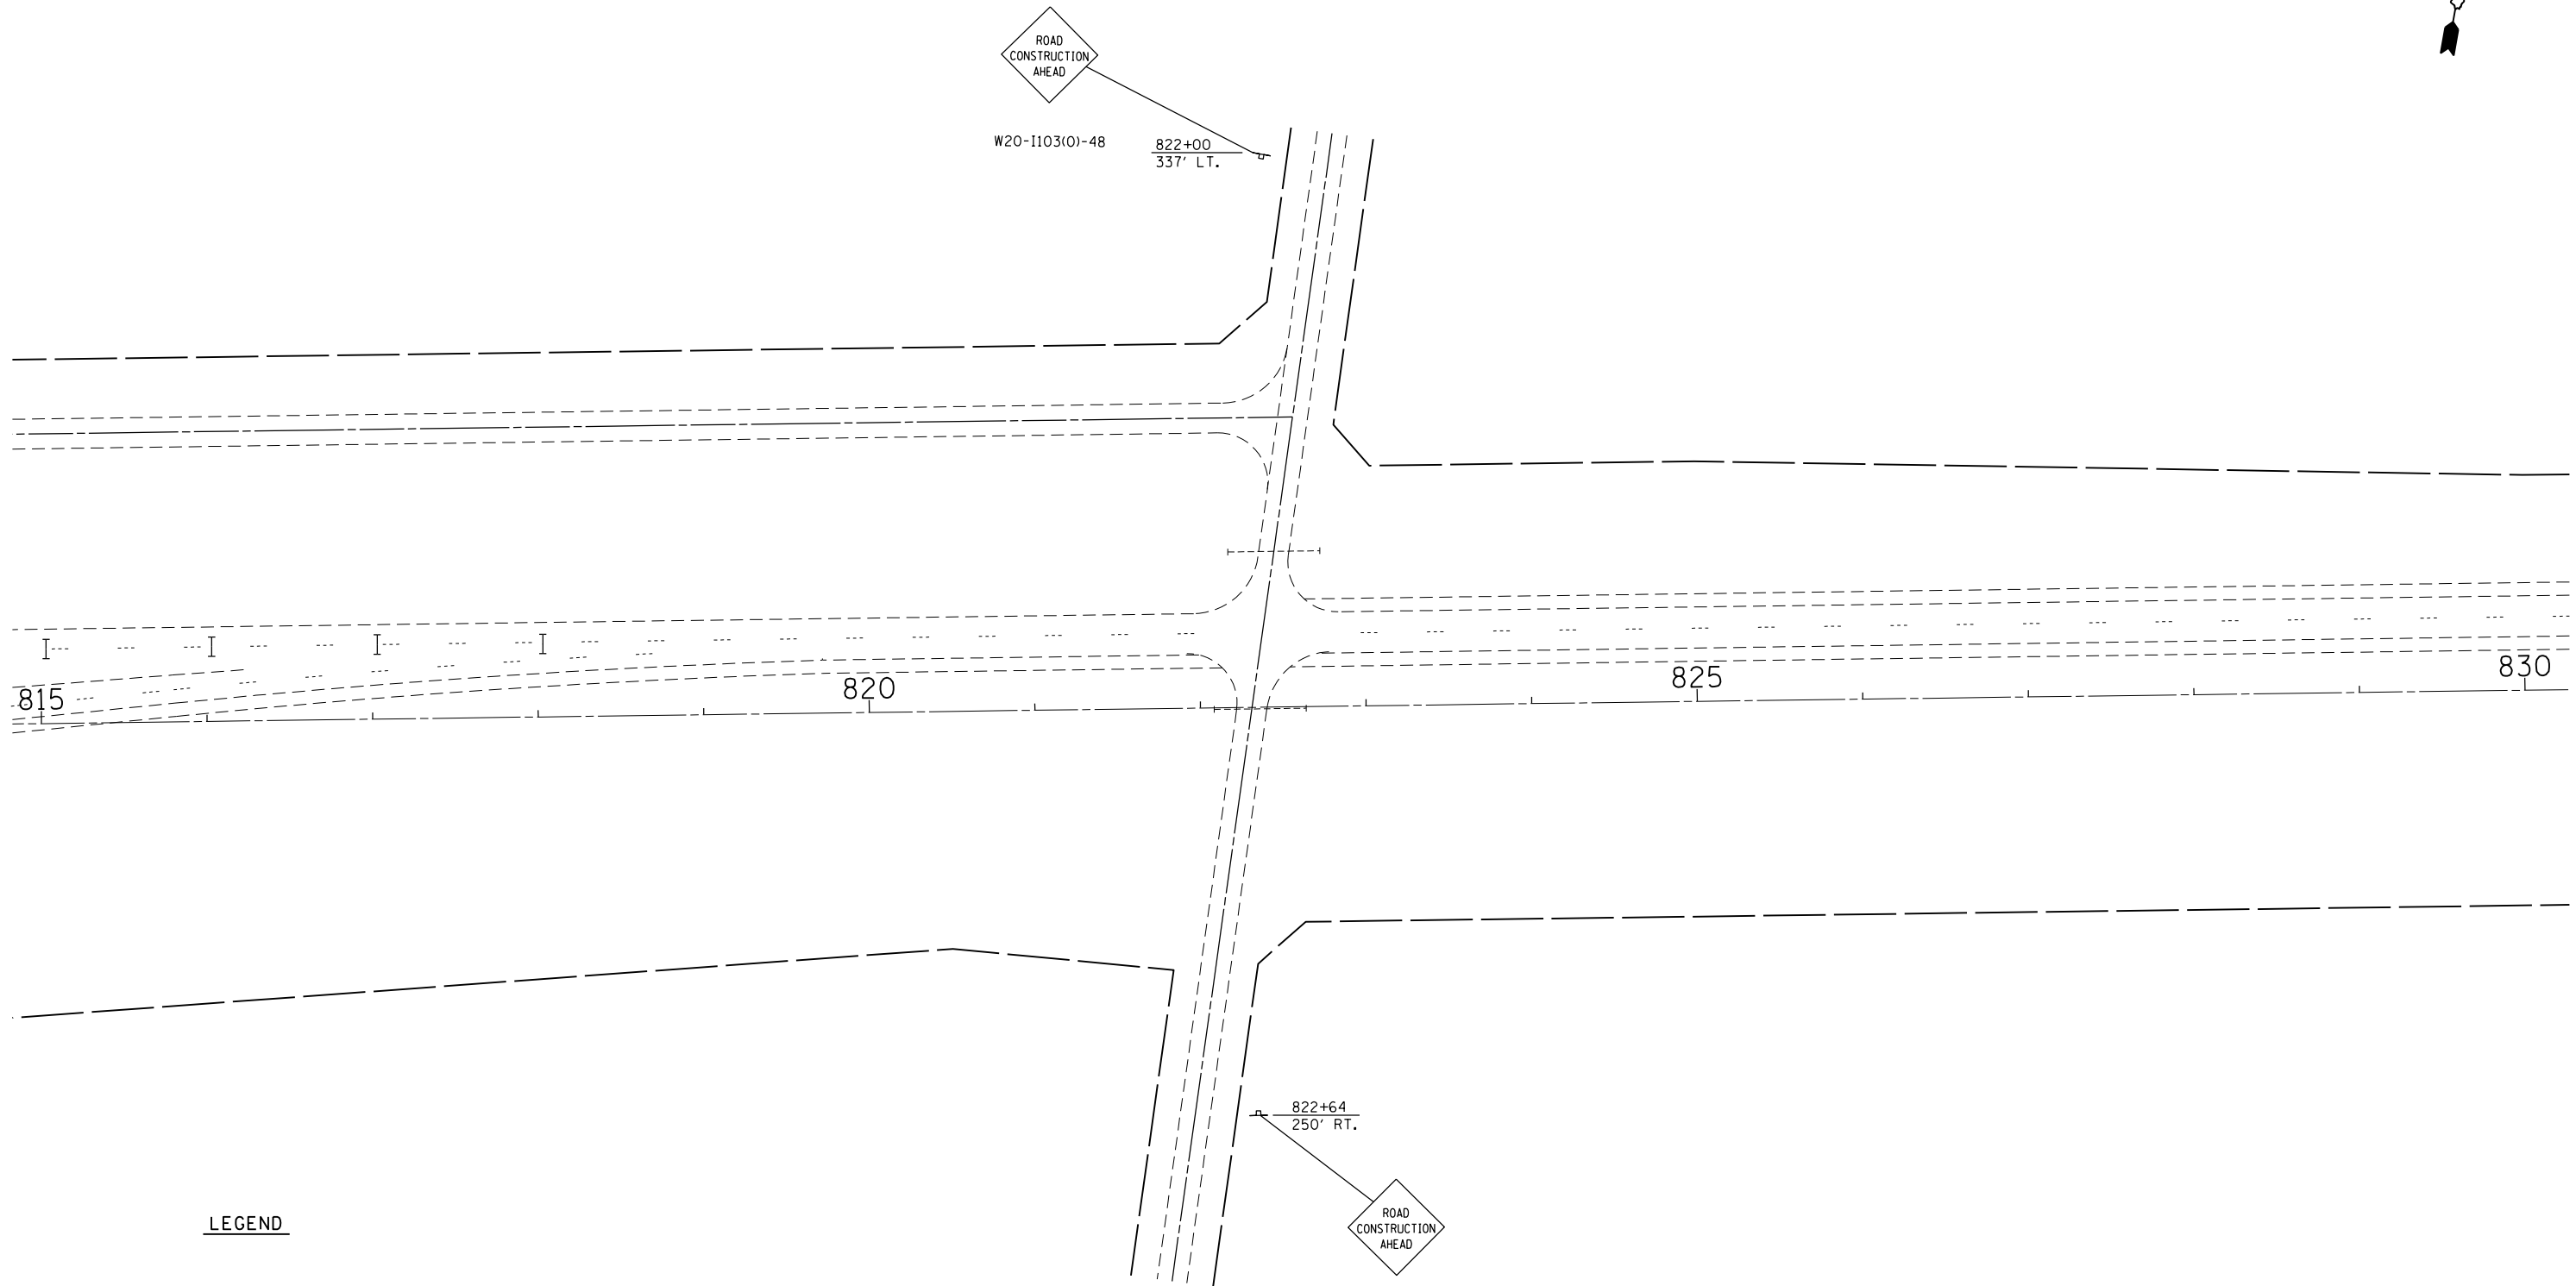 ROAD
CONSTRUCTION
AHEAD
W20-I103(0)-48
822+00
337' LT.
815
820
825
830
822+64
250' RT.
ROAD
CONSTRUCTION
AHEAD
LEGEND